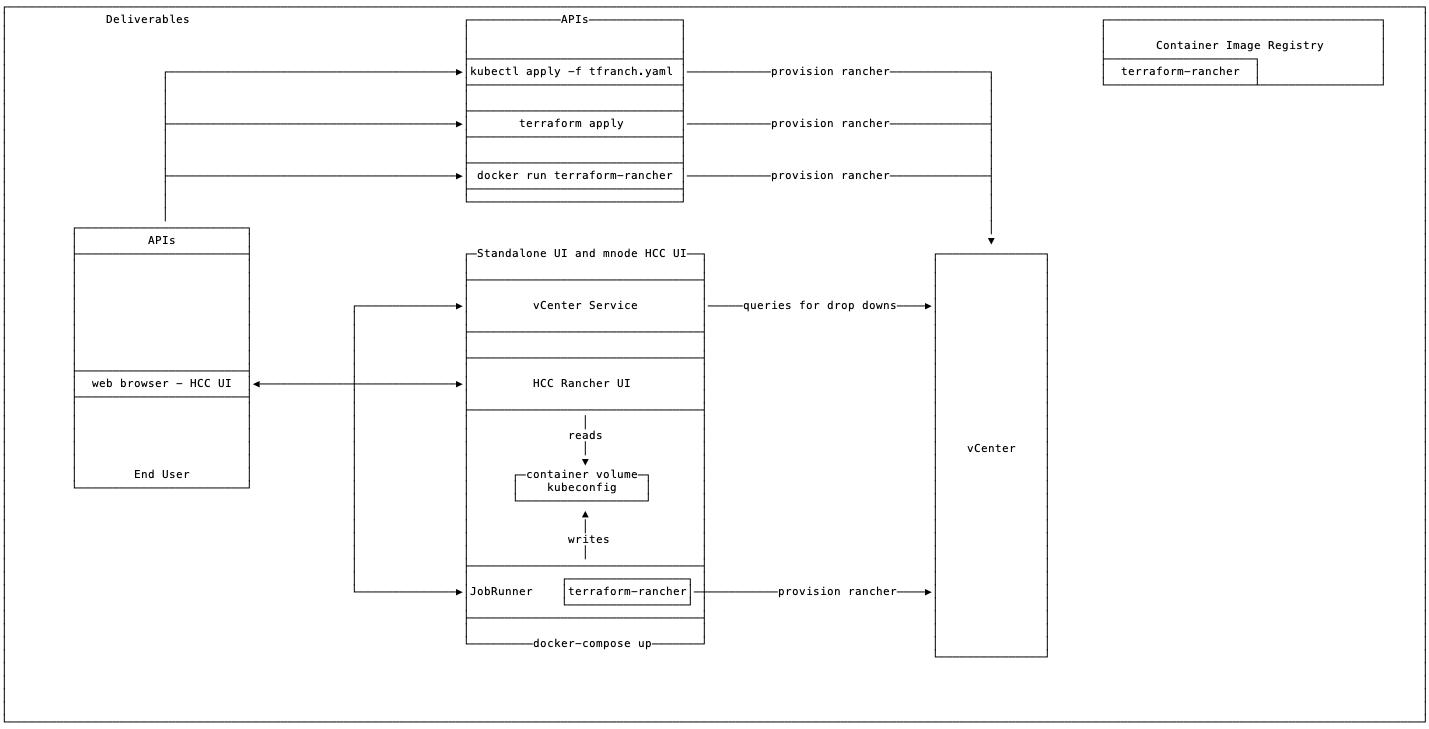 Deliverables
APIs
Container Image Registry
kubectl apply -f tfranch.yaml
provision rancher
terraform-rancher
terraform apply
provision rancher
docker run terraform-rancher
provision rancher
APIs
Standalone UI and mnode HCC UI
vCenter Service
queries for drop downs
web browser - HCC UI
HCC Rancher UI
reads
vCenter
End User
container volume
kubeconfig
writes
JobRunner
terraform-rancher
provision rancher
docker-compose up